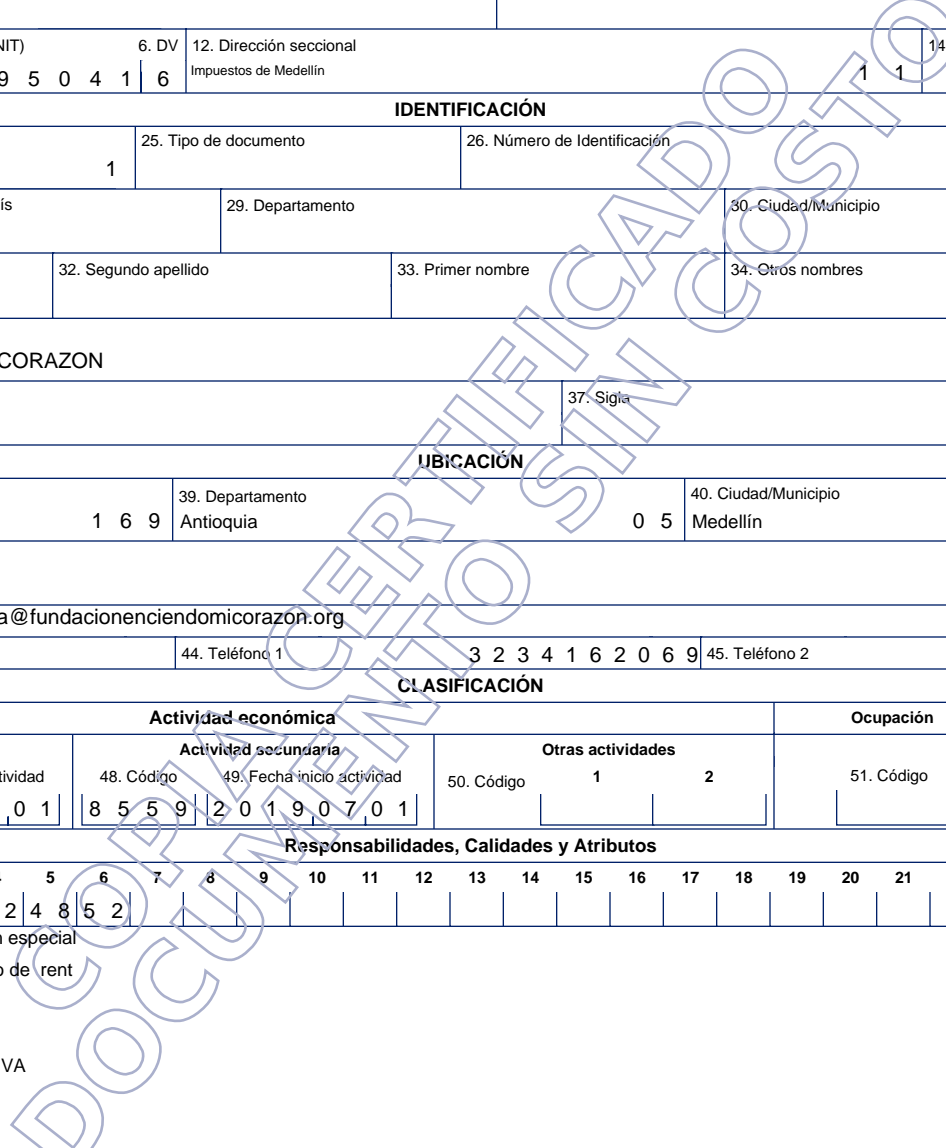 NIT) 6. DV 12. Dirección seccional 14
9 5 0 4 1 6 Impuestos de Medellín 1 1
IDENTIFICACIÓN
25. Tipo de documento 26. Número de Identificación
1
ís 29. Departamento 30. Ciudad/Municipio
32. Segundo apellido 33. Primer nombre 34. Otros nombres
CORAZON
37. Sigla
UBICACIÓN
39. Departamento 40. Ciudad/Municipio
1 6 9 Antioquia 0 5 Medellín
a@fundacionenciendomicorazon.org
44. Teléfono 1 3 2 3 4 1 6 2 0 6 9 45. Teléfono 2
CLASIFICACIÓN
Actividad económica Ocupación
Actividad secundaria Otras actividades
tividad 48. Código 49. Fecha inicio actividad 50. Código 1 2 51. Código
0 1 8 5 5 9 2 0 1 9 0 7 0 1
Responsabilidades, Calidades y Atributos
5 6 7 8 9 10 11 12 13 14 15 16 17 18 19 20 21
2 4 8 5 2
n especial
o de rent
VA
COPIA CERTIFICADO
DOCUMENTO SIN COSTO